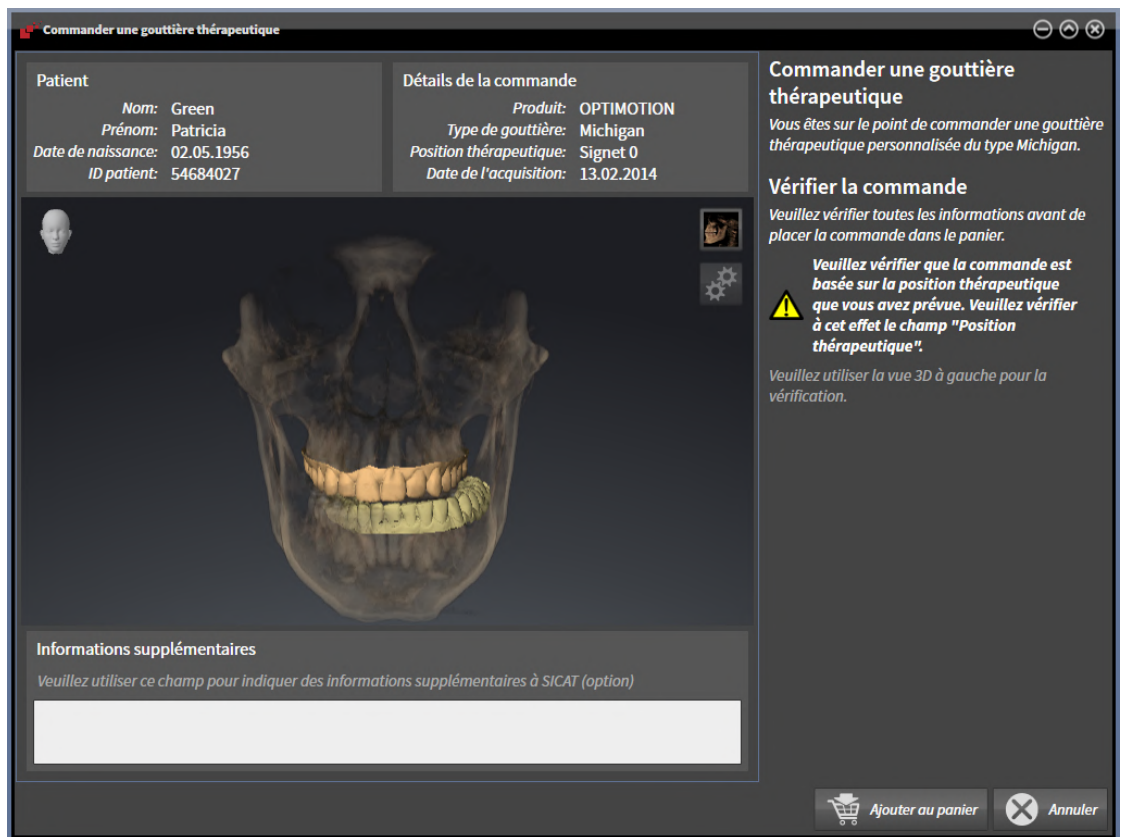 Commander une gouttière thérapeutique
Patient
Nom: Green
Prénom: Patricia
Date de naissance: 02.05.1956
ID patient: 54684027
Détails de la commande
Produit: OPTIMOTION
Type de gouttière: Michigan
Position thérapeutique: Signet 0
Date de l'acquisition: 13.02.2014
Informations supplémentaires
Veuillez utiliser ce champ pour indiquer des informations supplémentaires à SICAT (option)
Commander une gouttière
thérapeutique
Vous êtes sur le point de commander une gouttière
thérapeutique personnalisée du type Michigan.
Vérifier la commande
Veuillez vérifier toutes les informations avant de
placer la commande dans le panier.
Veuillez vérifier que la commande est
basée sur la position thérapeutique
que vous avez prévue. Veuillez vérifier
à cet effet le champ "Position
thérapeutique".
Veuillez utiliser la vue 3D à gauche pour la
vérification.
Ajouter au panier
Annuler